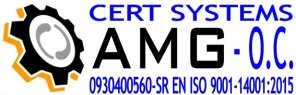 CERT SYSTEMS
AMG - O.C.
0930400560-SR EN ISO 9001-14001:2015